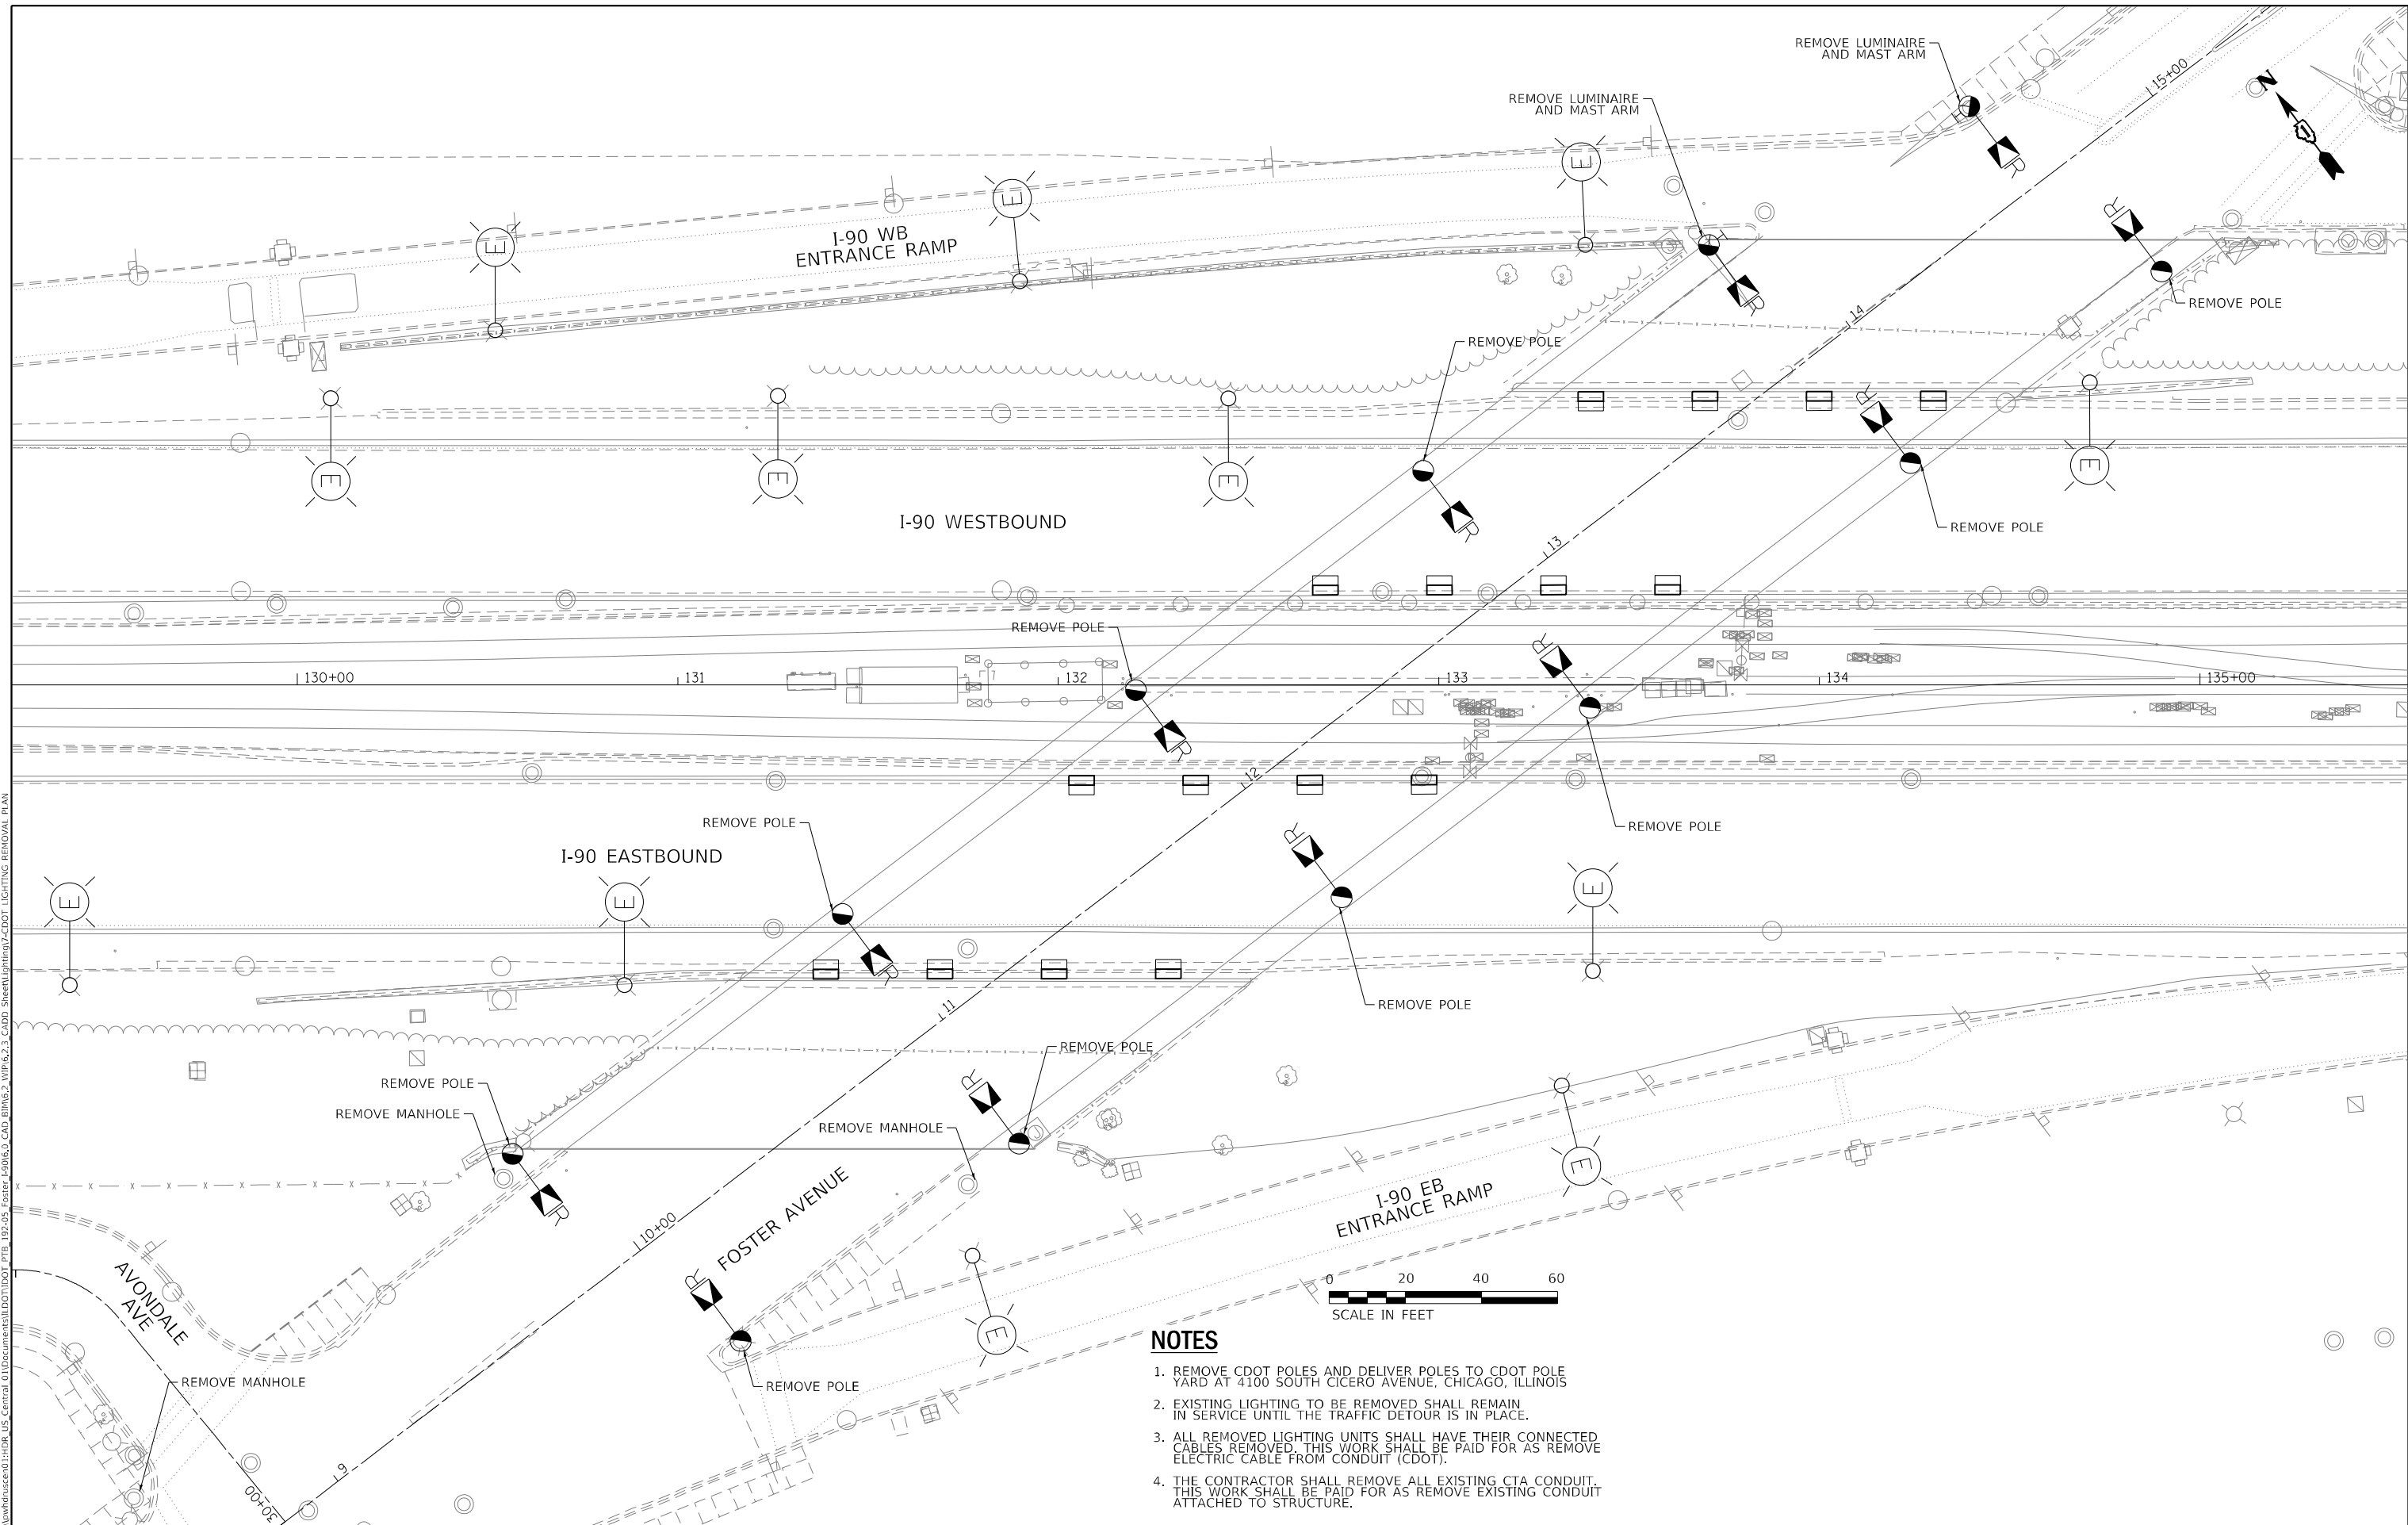 REMOVE LUMINAIRE
AND MAST ARM
REMOVE LUMINAIRE
AND MAST ARM
15+00
N
I-90 WB
ENTRANCE RAMP
REMOVE POLE
14
REMOVE POLE
E
E
E
E
E
E
E
I-90 WESTBOUND
REMOVE POLE
13
REMOVE POLE
130+00
131
132
133
134
135+00
12
REMOVE POLE
REMOVE POLE
I-90 EASTBOUND
E
E
E
REMOVE POLE
11
REMOVE POLE
REMOVE POLE
REMOVE MANHOLE
REMOVE MANHOLE
E
I-90 EB
ENTRANCE RAMP
FOSTER AVENUE
10+00
AVONDALE
AVE
E
0 20 40 60
SCALE IN FEET
REMOVE MANHOLE
REMOVE POLE
9
30+00
NOTES
1. REMOVE CDOT POLES AND DELIVER POLES TO CDOT POLE
YARD AT 4100 SOUTH CICERO AVENUE, CHICAGO, ILLINOIS
2. EXISTING LIGHTING TO BE REMOVED SHALL REMAIN
IN SERVICE UNTIL THE TRAFFIC DETOUR IS IN PLACE.
3. ALL REMOVED LIGHTING UNITS SHALL HAVE THEIR CONNECTED
CABLES REMOVED. THIS WORK SHALL BE PAID FOR AS REMOVE
ELECTRIC CABLE FROM CONDUIT (CDOT).
4. THE CONTRACTOR SHALL REMOVE ALL EXISTING CTA CONDUIT.
THIS WORK SHALL BE PAID FOR AS REMOVE EXISTING CONDUIT
ATTACHED TO STRUCTURE.